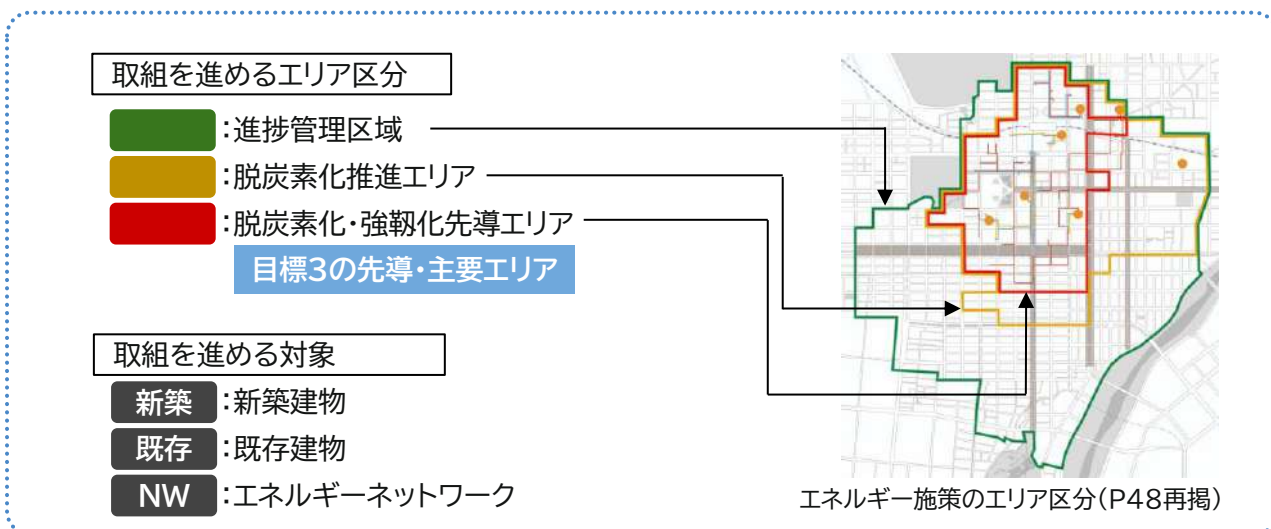 取組を進めるエリア区分
:進捗管理区域
:脱炭素化推進エリア
:脱炭素化・強靱化先導エリア
目標3の先導・主要エリア
取組を進める対象
新築:新築建物
既存:既存建物
NW:エネルギーネットワーク
エネルギー施策のエリア区分(P48再掲)